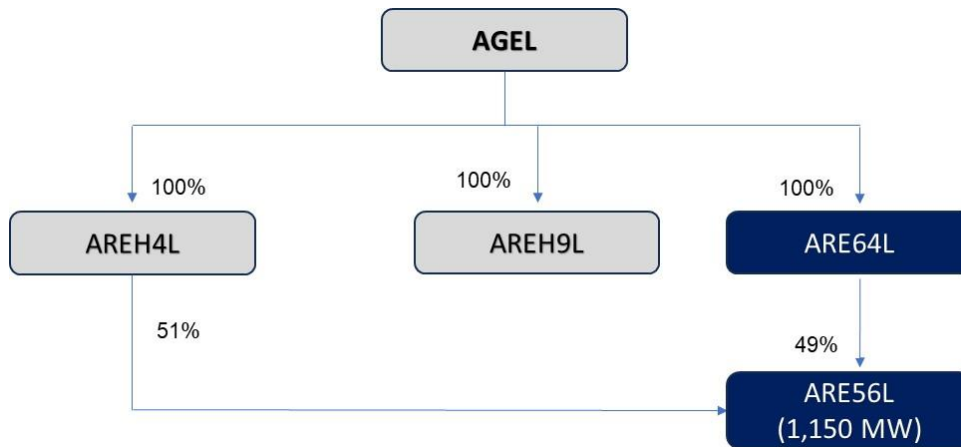 AGEL
100%
100%
100%
AREH4L
AREH9L
ARE64L
51%
49%
ARE56L
(1,150 MW)